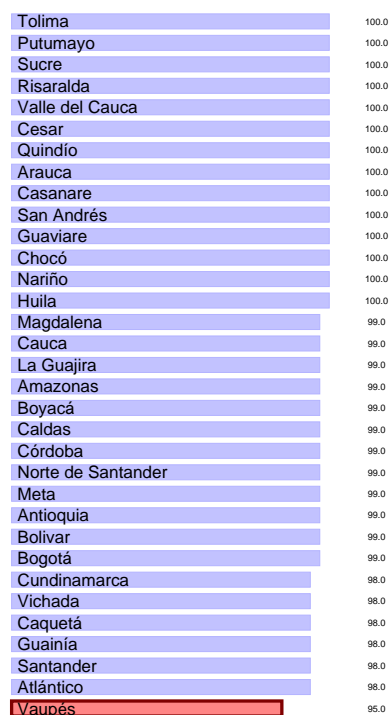 Tolima 100.0
Putumayo 100.0
Sucre 100.0
Risaralda 100.0
Valle del Cauca 100.0
Cesar 100.0
Quindío 100.0
Arauca 100.0
Casanare 100.0
San Andrés 100.0
Guaviare 100.0
Chocó 100.0
Nariño 100.0
Huila 100.0
Magdalena 99.0
Cauca 99.0
La Guajira 99.0
Amazonas 99.0
Boyacá 99.0
Caldas 99.0
Córdoba 99.0
Norte de Santander 99.0
Meta 99.0
Antioquia 99.0
Bolivar 99.0
Bogotá 99.0
Cundinamarca 98.0
Vichada 98.0
Caquetá 98.0
Guainía 98.0
Santander 98.0
Atlántico 98.0
Vaupés 95.0